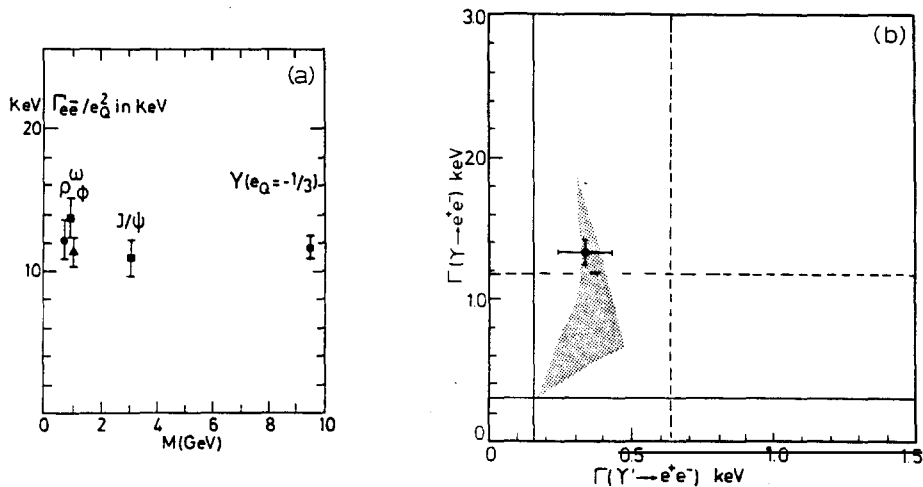 (a)
KeV Γee̅/e²Q in KeV
20
ρ ω φ
J/ψ
Υ(eQ = -1/3)
10
0 2 4 6 8 10
M(GeV)
(b)
Γ(Υ→e⁺e⁻) keV
3.0
2.0
1.0
0
0 0.5 1.0 1.5
Γ(Υ'→e⁺e⁻) keV